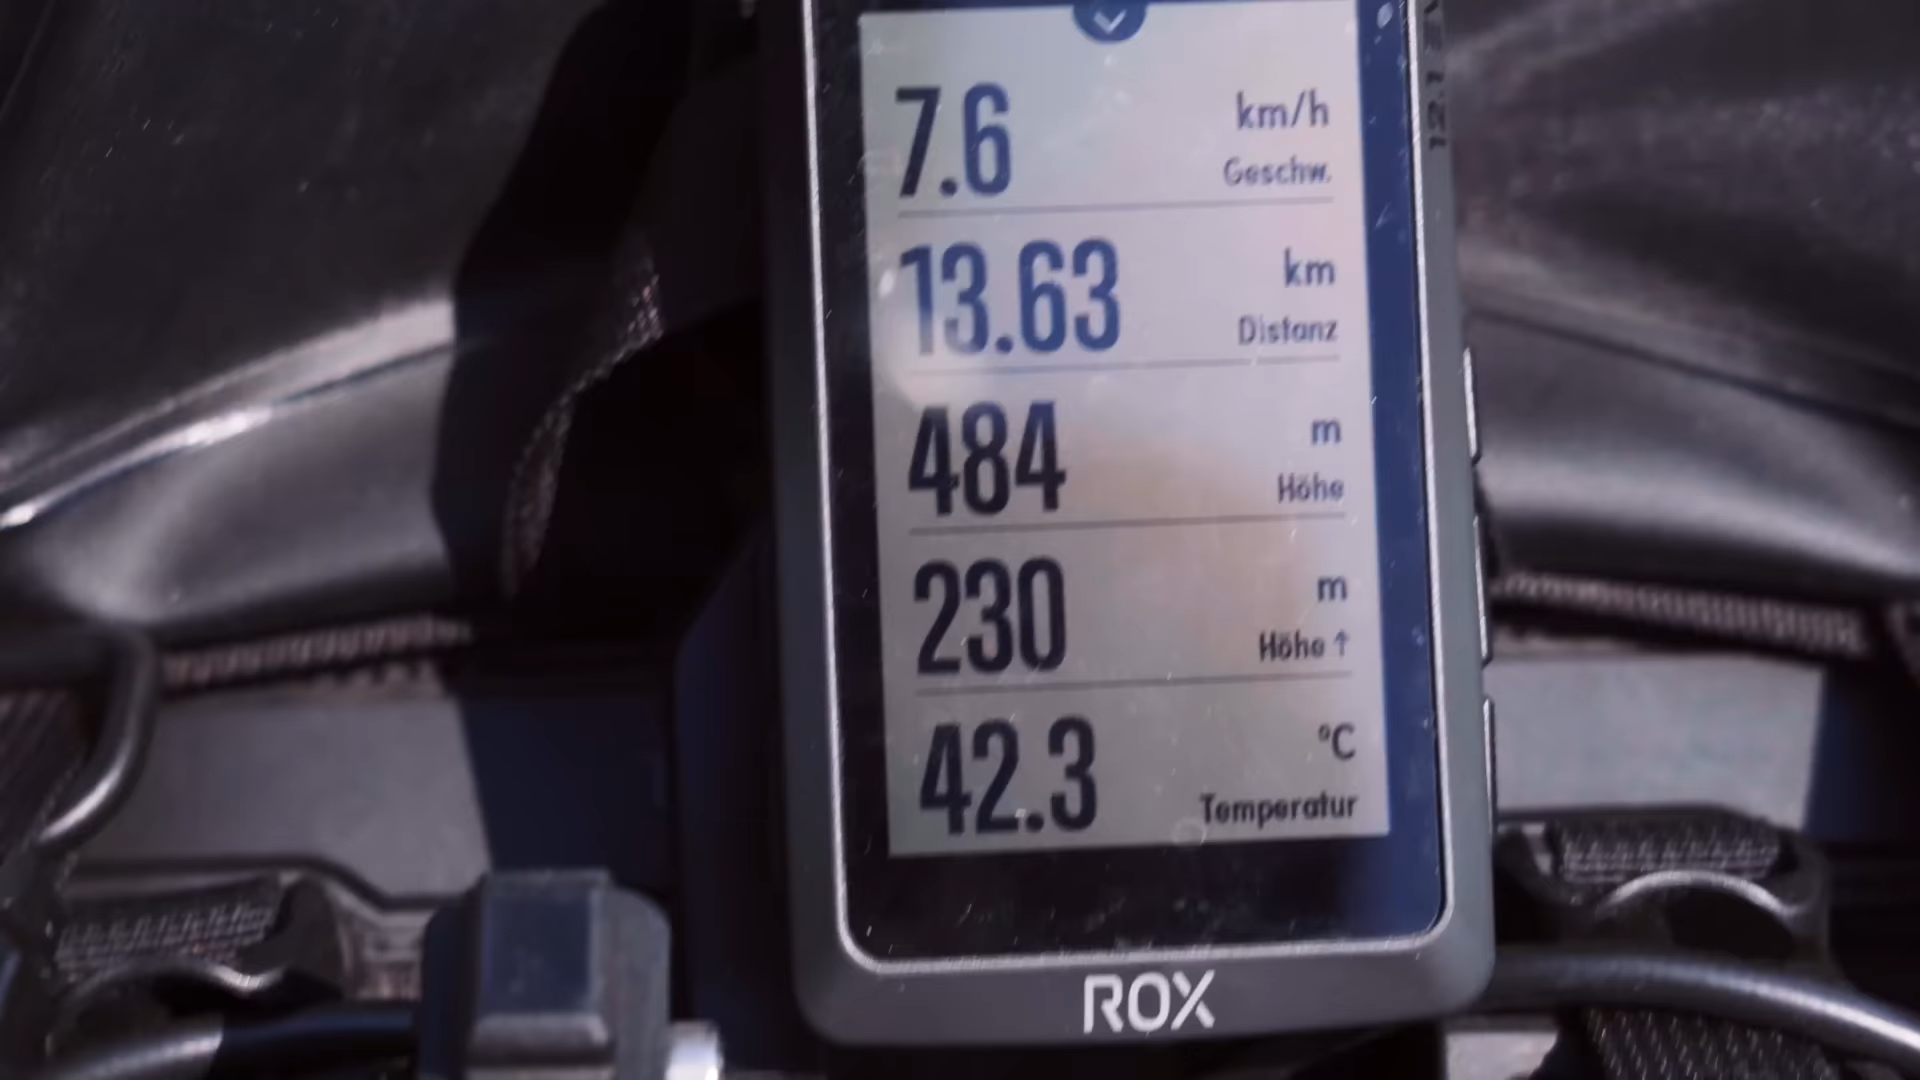 7.6 km/h
Geschw.
13.63 km
Distanz
484 m
Höhe
230 m
Höhe ↑
42.3 °C
Temperatur
ROX